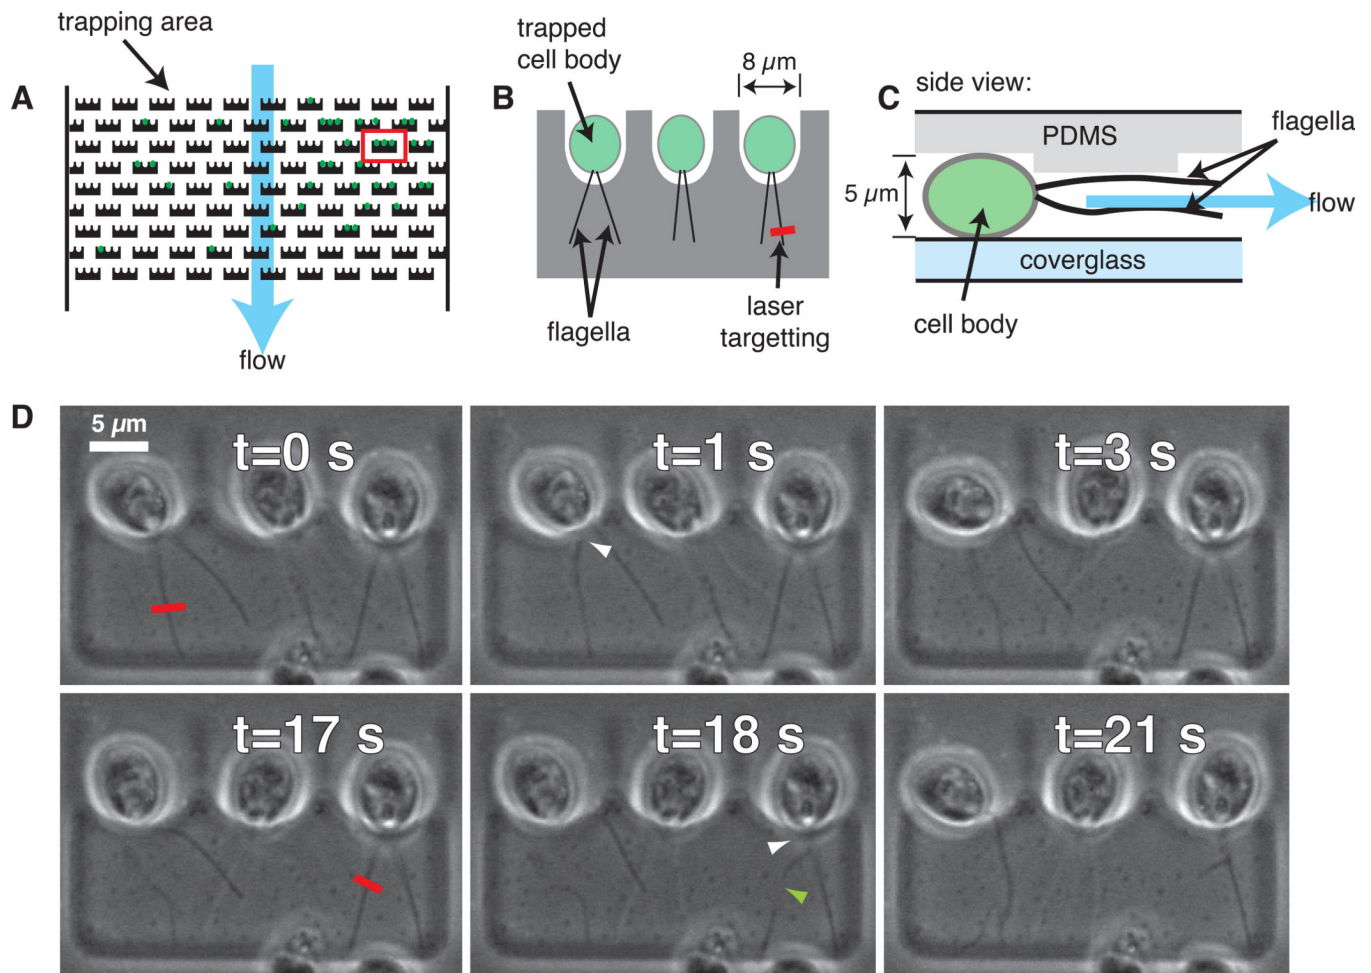 A
trapping area
flow
B
trapped
cell body
8 µm
flagella
laser
targetting
C
side view:
PDMS
flagella
5 µm
flow
coverglass
cell body
D
5 µm
t=0 s
t=1 s
t=3 s
t=17 s
t=18 s
t=21 s